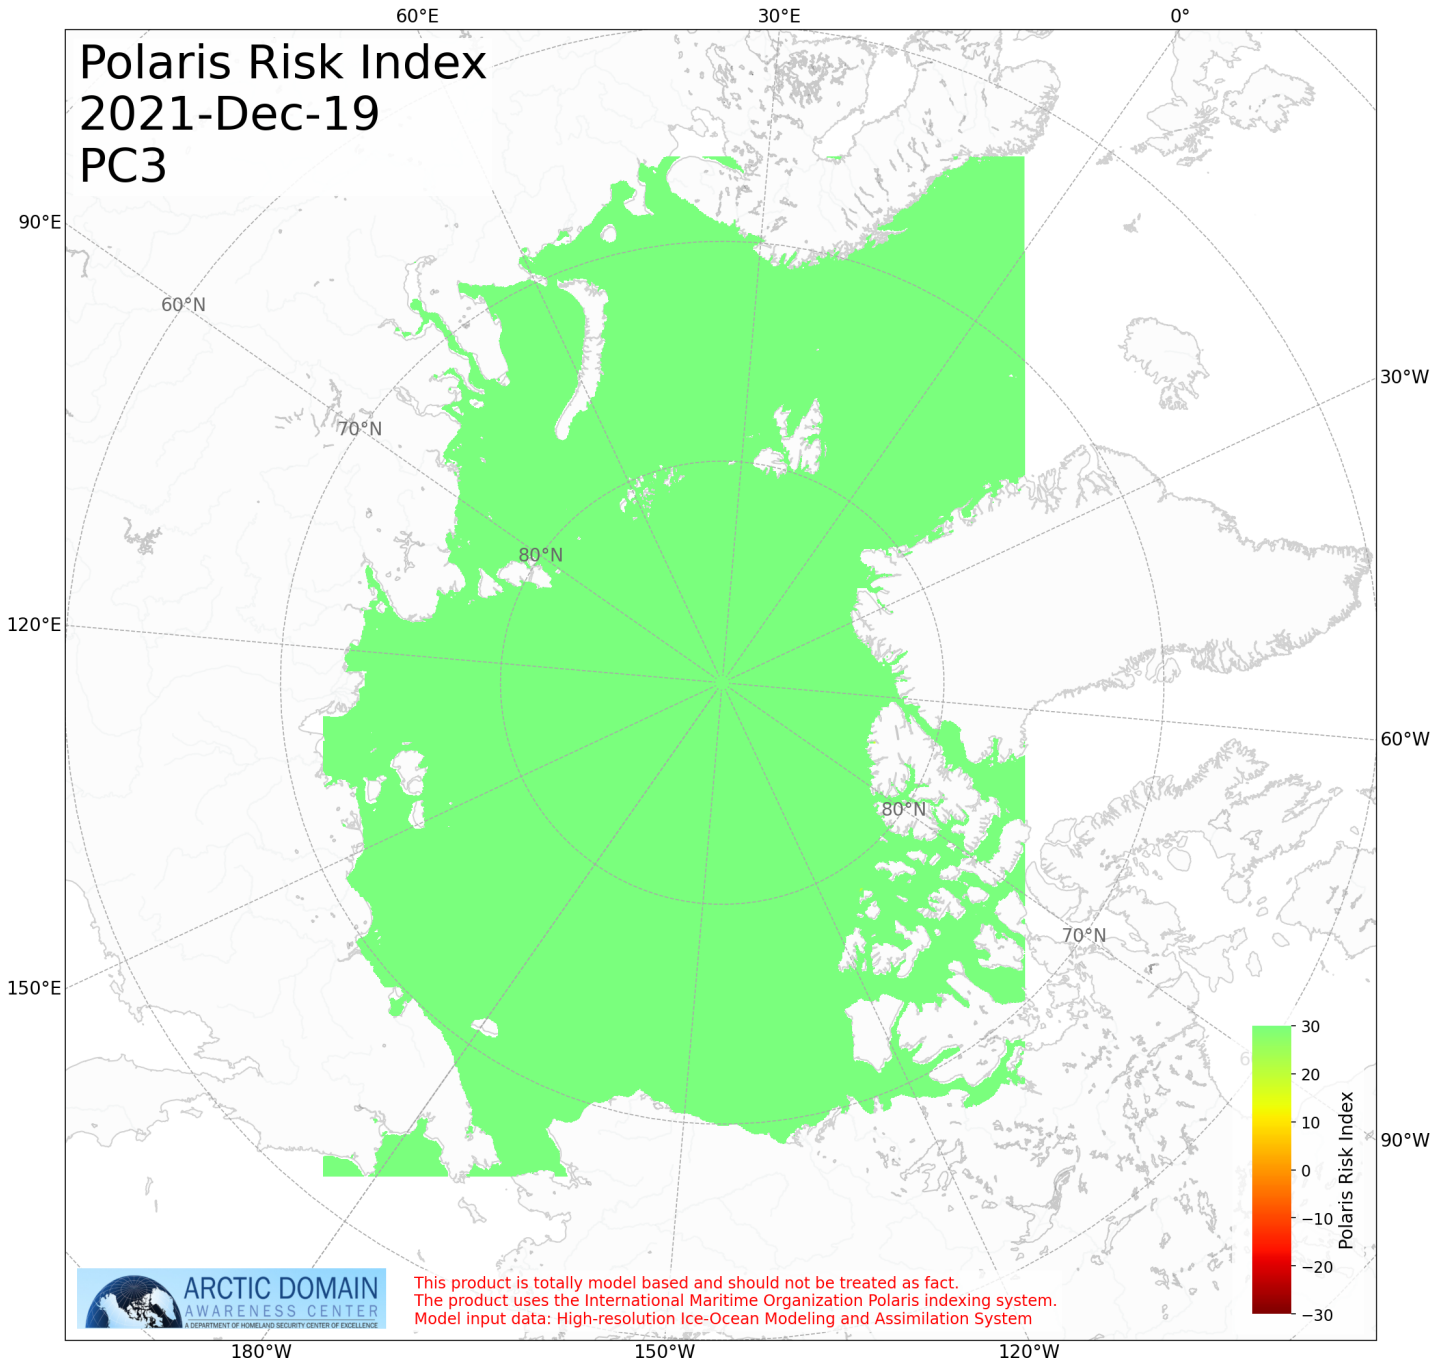 60°E 30°E 0°
Polaris Risk Index
2021-Dec-19
PC3
90°E
60°N
30°W
70°N
80°N
120°E
60°W
80°N
70°N
150°E
30
20
10
0
−10
−20
−30
Polaris Risk Index
90°W
ARCTIC DOMAIN
AWARENESS CENTER
A DEPARTMENT OF HOMELAND SECURITY CENTER OF EXCELLENCE
This product is totally model based and should not be treated as fact.
The product uses the International Maritime Organization Polaris indexing system.
Model input data: High-resolution Ice-Ocean Modeling and Assimilation System
180°W 150°W 120°W